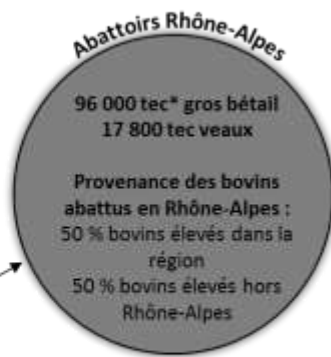 Abattoirs Rhône-Alpes
96 000 tec* gros bétail
17 800 tec veaux
Provenance des bovins
abattus en Rhône-Alpes :
50 % bovins élevés dans la
région
50 % bovins élevés hors
Rhône-Alpes